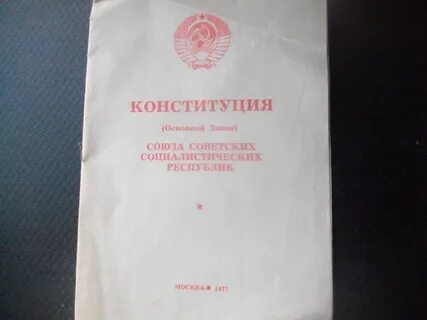 КОНСТИТУЦИЯ
(Основной Закон)
СОЮЗА СОВЕТСКИХ
СОЦИАЛИСТИЧЕСКИХ
РЕСПУБЛИК
МОСКВА 1977